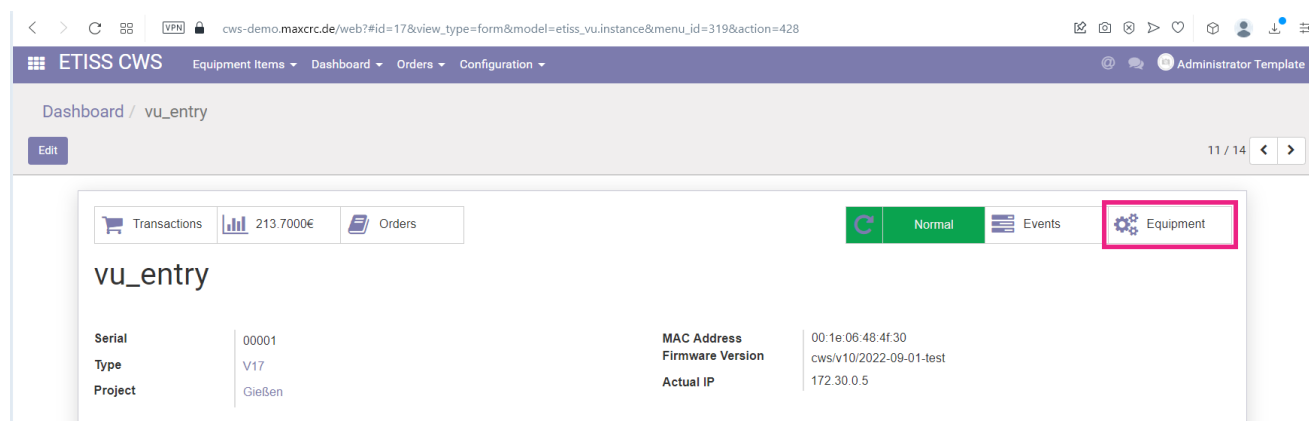 VPN cws-demo.maxcrc.de/web?#id=17&view_type=form&model=etiss_vu.instance&menu_id=319&action=428
ETISS CWS Equipment Items Dashboard Orders Configuration @ Administrator Template
Dashboard / vu_entry
Edit 11 / 14
Transactions 213.7000€ Orders Normal Events Equipment
vu_entry
Serial 00001 MAC Address 00:1e:06:48:4f:30
Type V17 Firmware Version cws/v10/2022-09-01-test
Project Gießen Actual IP 172.30.0.5